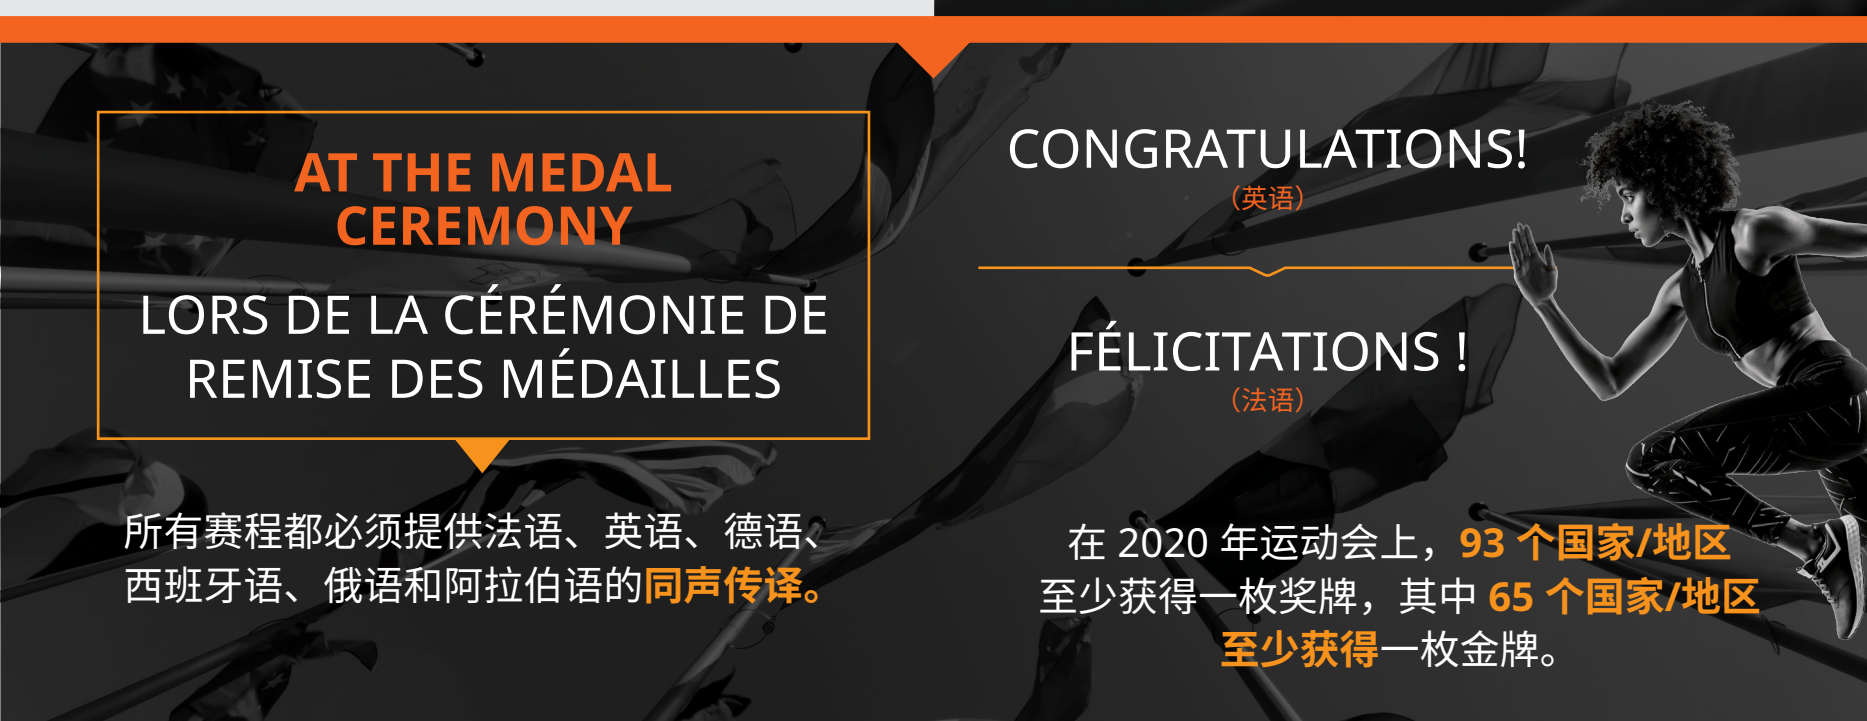 AT THE MEDAL
CEREMONY
LORS DE LA CÉRÉMONIE DE
REMISE DES MÉDAILLES
所有赛程都必须提供法语、英语、德语、
西班牙语、俄语和阿拉伯语的同声传译。
CONGRATULATIONS!
（英语）
FÉLICITATIONS !
（法语）
在 2020 年运动会上，93 个国家/地区
至少获得一枚奖牌，其中 65 个国家/地区
至少获得一枚金牌。